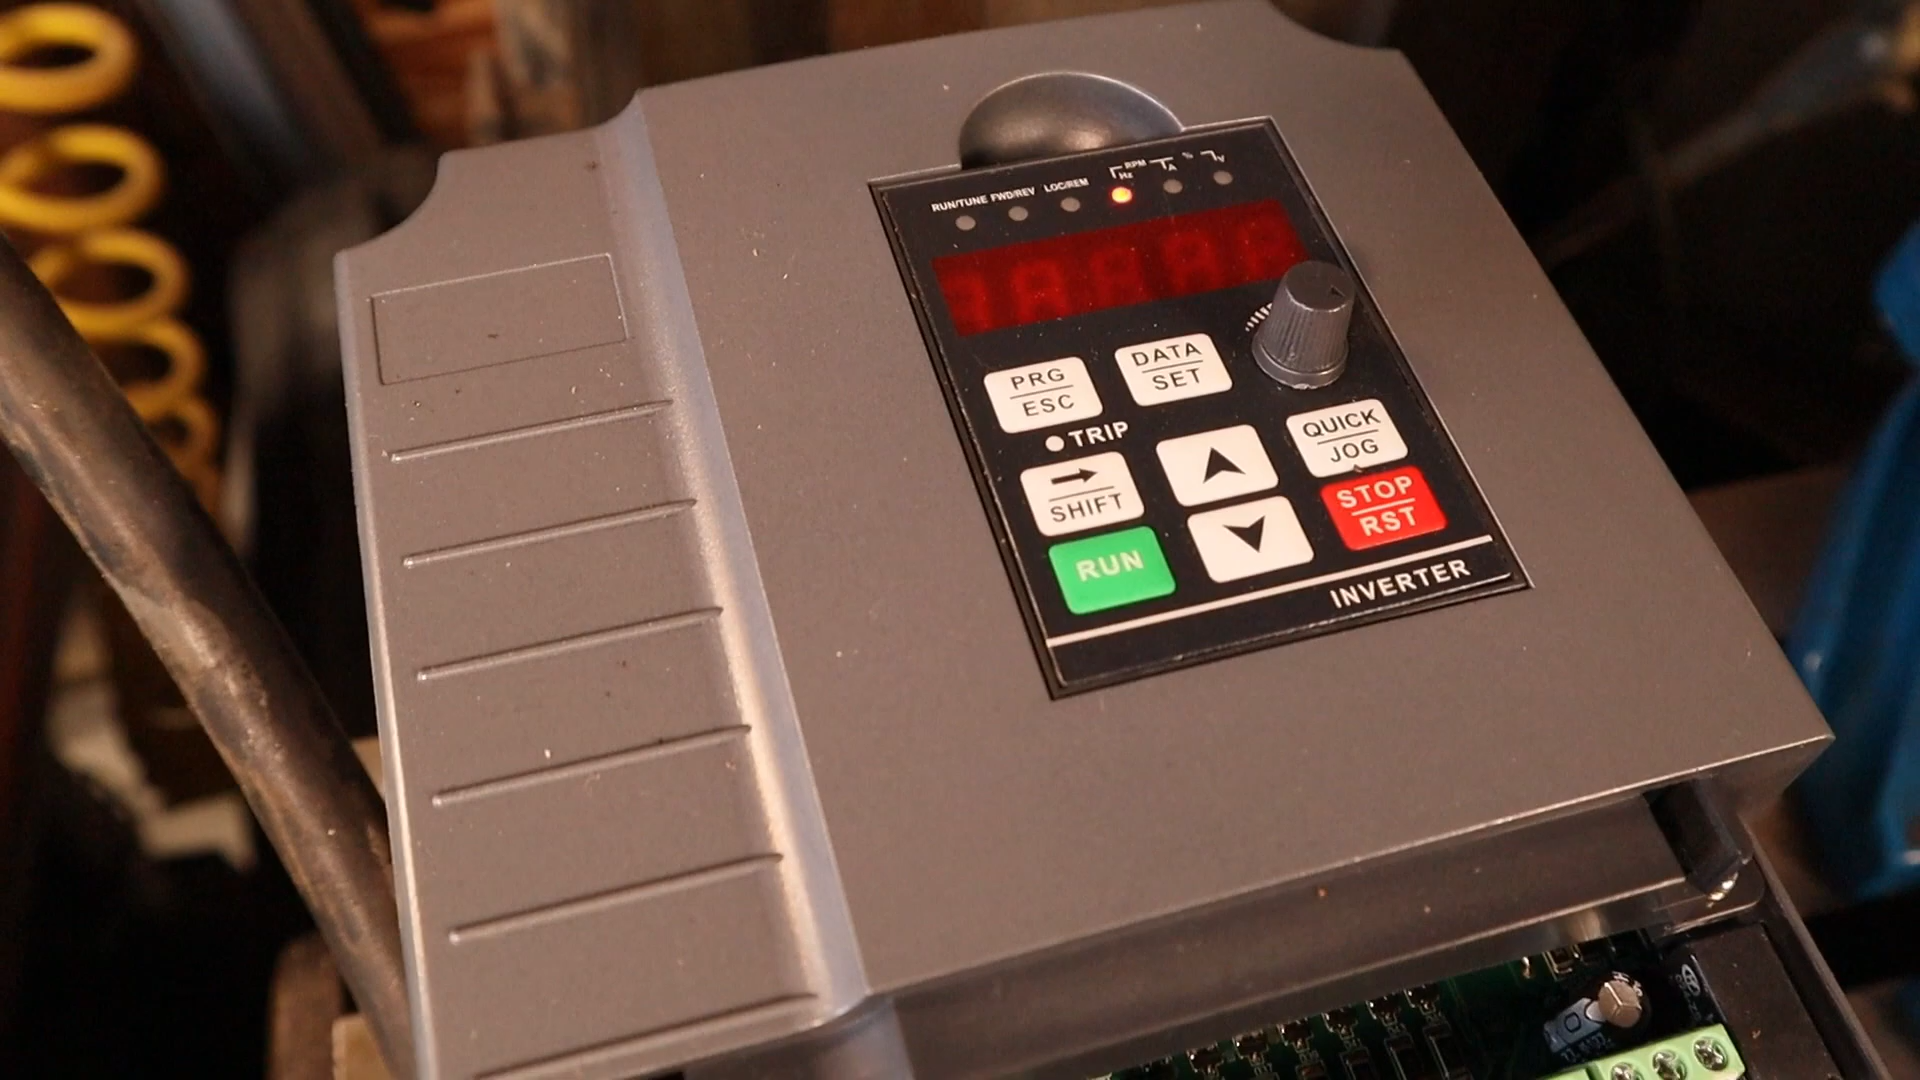 RPM % V
Hz A
RUN/TUNE FWD/REV LOC/REM
PRG
ESC
DATA
SET
TRIP
QUICK
JOG
SHIFT
STOP
RST
RUN
INVERTER